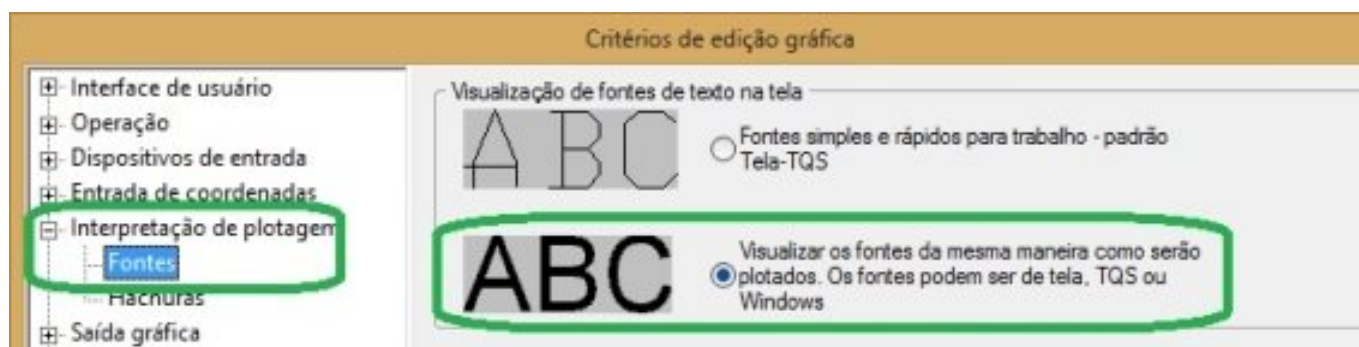 Critérios de edição gráfica
Interface de usuário
Operação
Dispositivos de entrada
Entrada de coordenadas
Interpretação de plotagem
Fontes
Hachuras
Saída gráfica
Visualização de fontes de texto na tela
ABC
Fontes simples e rápidos para trabalho - padrão
Tela-TQS
ABC
Visualizar os fontes da mesma maneira como serão
plotados. Os fontes podem ser de tela, TQS ou
Windows